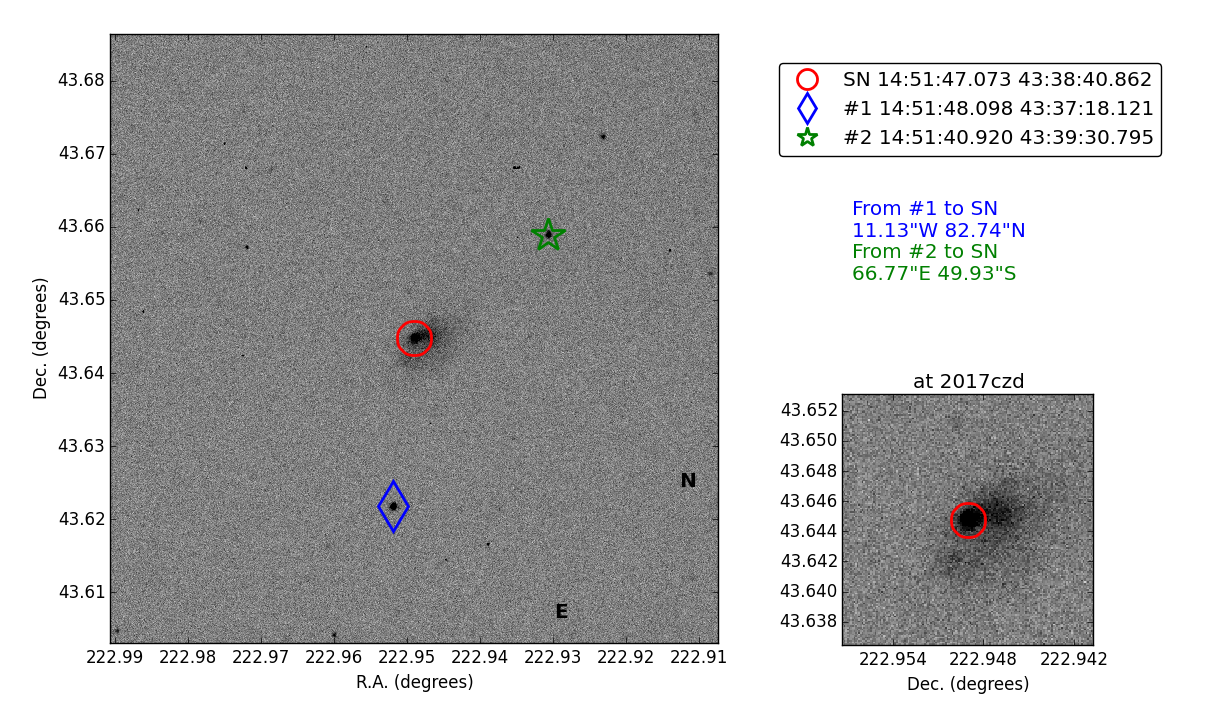 43.68
43.67
43.66
43.65
43.64
43.63
43.62
43.61
Dec. (degrees)
222.99 222.98 222.97 222.96 222.95 222.94 222.93 222.92 222.91
R.A. (degrees)
N
E
SN 14:51:47.073 43:38:40.862
#1 14:51:48.098 43:37:18.121
#2 14:51:40.920 43:39:30.795
From #1 to SN
11.13"W 82.74"N
From #2 to SN
66.77"E 49.93"S
at 2017czd
43.652
43.650
43.648
43.646
43.644
43.642
43.640
43.638
222.954 222.948 222.942
Dec. (degrees)